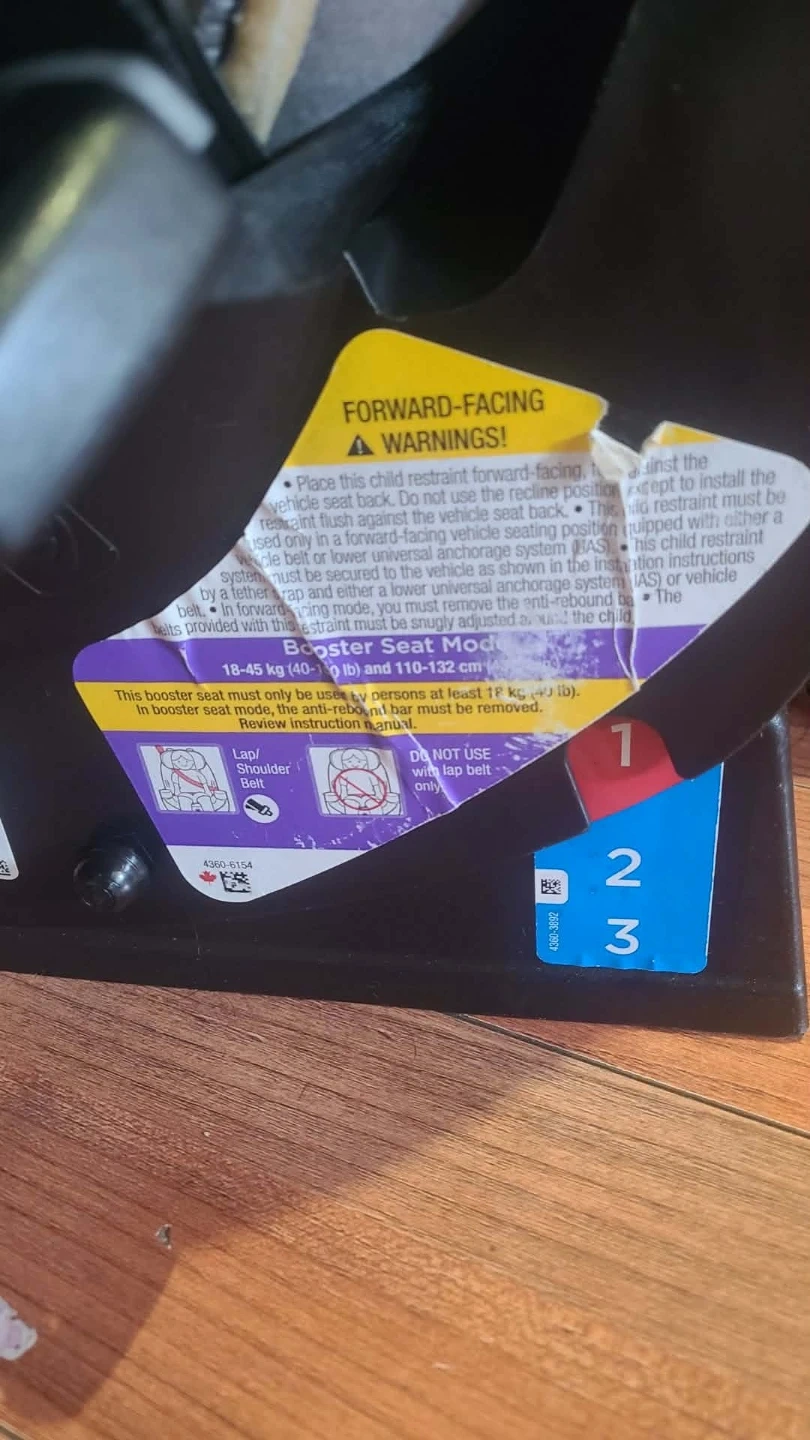 FORWARD-FACING
WARNINGS!
• Place this child restraint forward-facing, against the
vehicle seat back. Do not use the recline position except to install the
restraint flush against the vehicle seat back. • This child restraint must be
used only in a forward-facing vehicle seating position equipped with either a
vehicle belt or lower universal anchorage system (UAS). • This child restraint
system must be secured to the vehicle as shown in the installation instructions
by a tether strap and either a lower universal anchorage system (UAS) or vehicle
belt. • In forward-facing mode, you must remove the anti-rebound bar • The
belts provided with this restraint must be snugly adjusted around the child.
Booster Seat Mode
18-45 kg (40-100 lb) and 110-132 cm
This booster seat must only be used by persons at least 18 kg (40 lb).
In booster seat mode, the anti-rebound bar must be removed.
Review instruction manual.
Lap/
Shoulder
Belt
DO NOT USE
with lap belt
only.
4360-6154
1
2
3
4360-3892